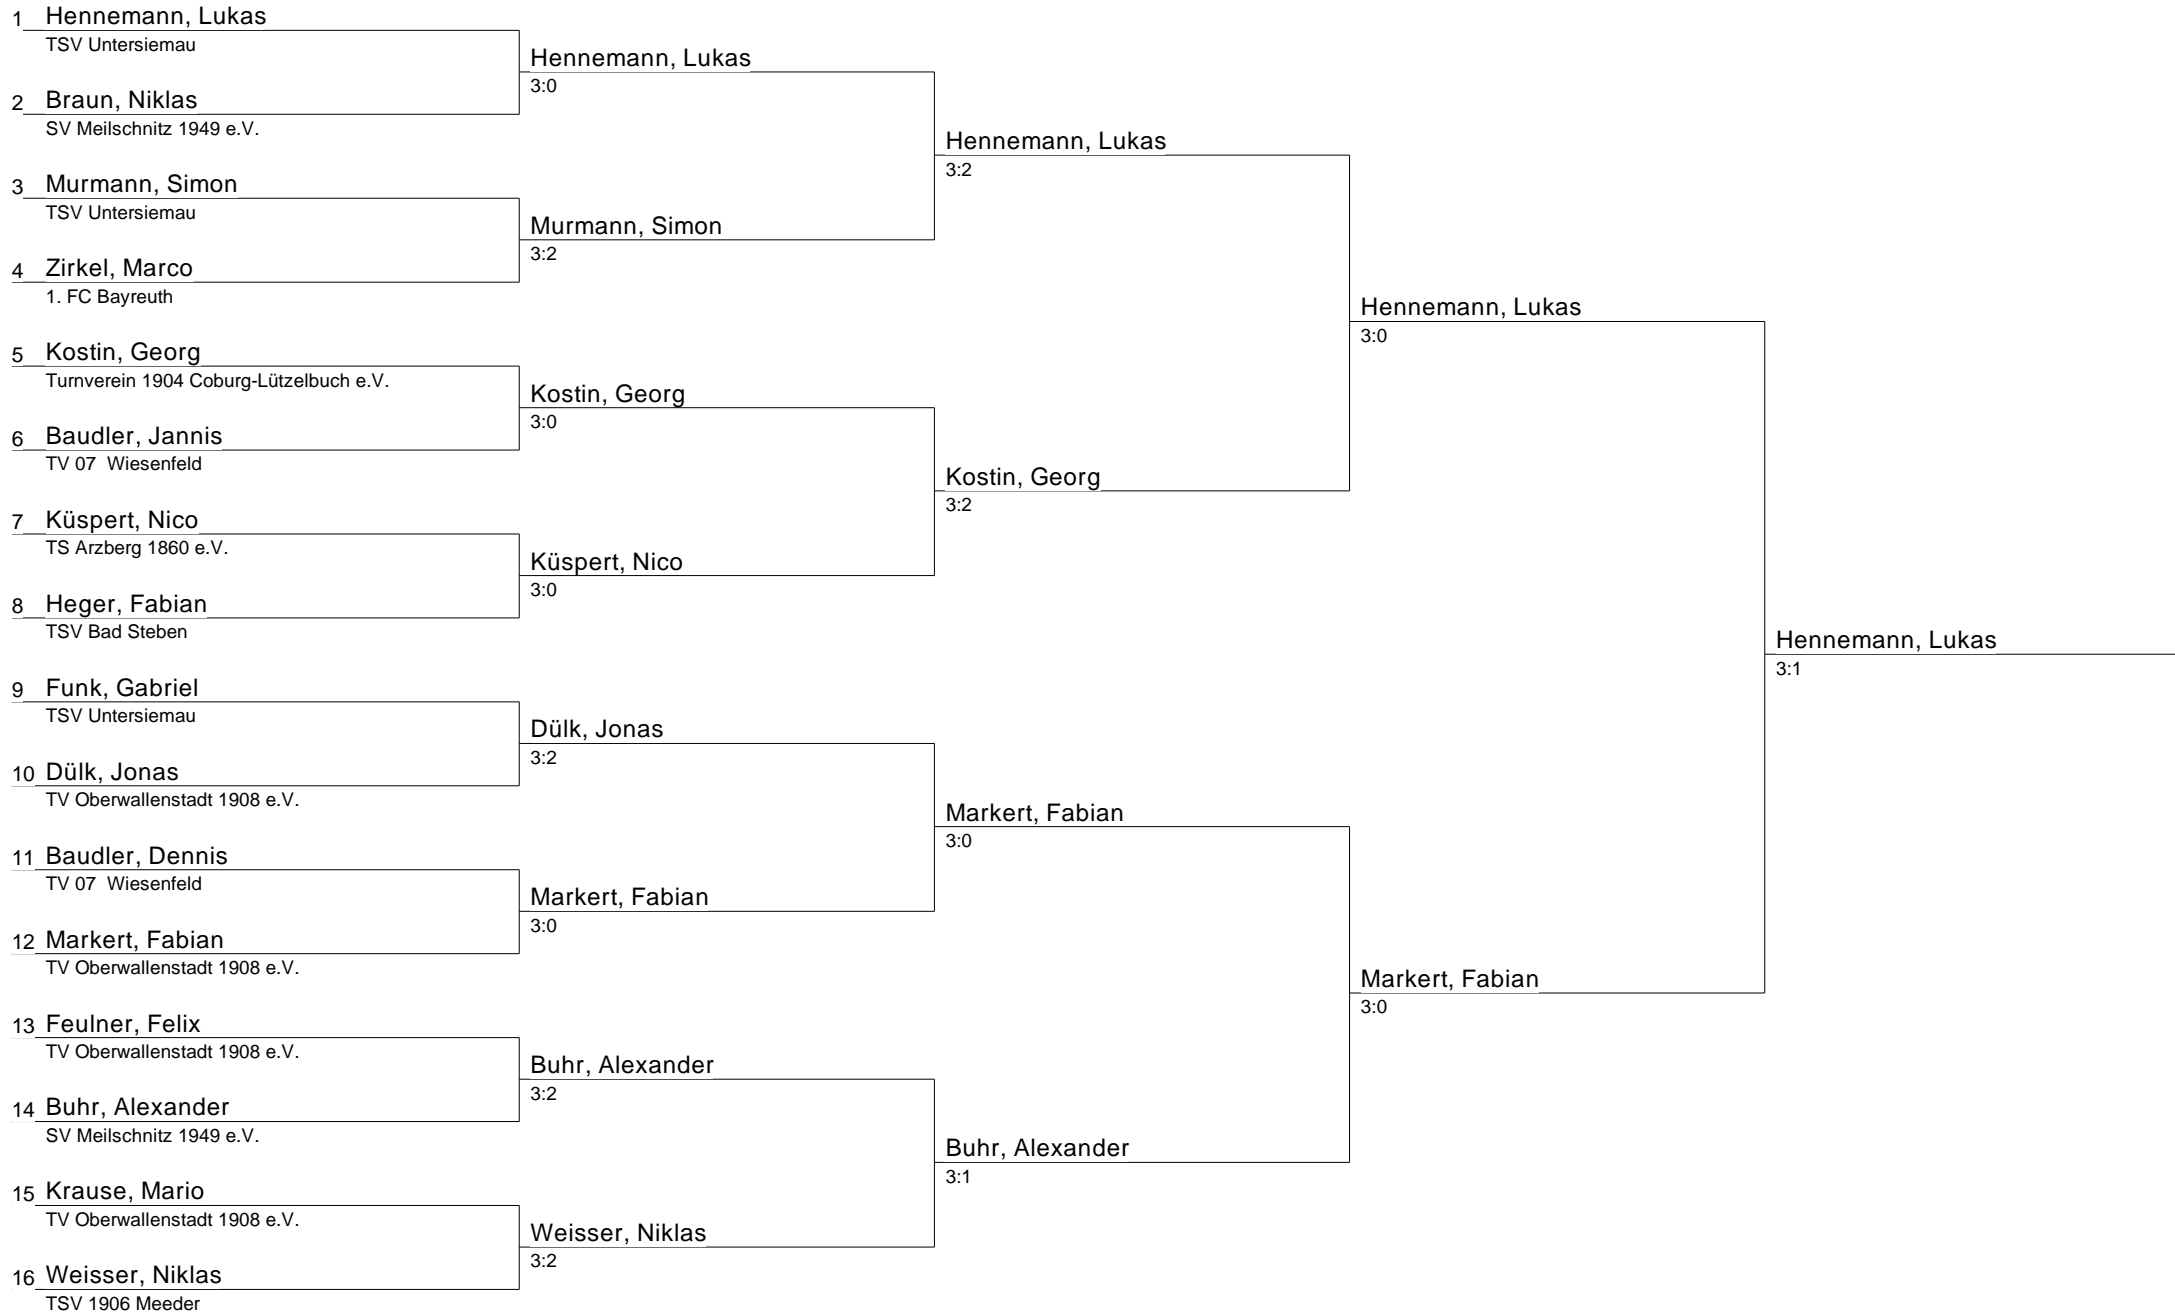 1 Hennemann, Lukas
TSV Untersiemau
2 Braun, Niklas
SV Meilschnitz 1949 e.V.
3 Murmann, Simon
TSV Untersiemau
4 Zirkel, Marco
1. FC Bayreuth
5 Kostin, Georg
Turnverein 1904 Coburg-Lützelbuch e.V.
6 Baudler, Jannis
TV 07 Wiesenfeld
7 Küspert, Nico
TS Arzberg 1860 e.V.
8 Heger, Fabian
TSV Bad Steben
9 Funk, Gabriel
TSV Untersiemau
10 Dülk, Jonas
TV Oberwallenstadt 1908 e.V.
11 Baudler, Dennis
TV 07 Wiesenfeld
12 Markert, Fabian
TV Oberwallenstadt 1908 e.V.
13 Feulner, Felix
TV Oberwallenstadt 1908 e.V.
14 Buhr, Alexander
SV Meilschnitz 1949 e.V.
15 Krause, Mario
TV Oberwallenstadt 1908 e.V.
16 Weisser, Niklas
TSV 1906 Meeder
Hennemann, Lukas
3:0
Murmann, Simon
3:2
Kostin, Georg
3:0
Küspert, Nico
3:0
Dülk, Jonas
3:2
Markert, Fabian
3:0
Buhr, Alexander
3:2
Weisser, Niklas
3:2
Hennemann, Lukas
3:2
Kostin, Georg
3:2
Markert, Fabian
3:0
Buhr, Alexander
3:1
Hennemann, Lukas
3:0
Markert, Fabian
3:0
Hennemann, Lukas
3:1